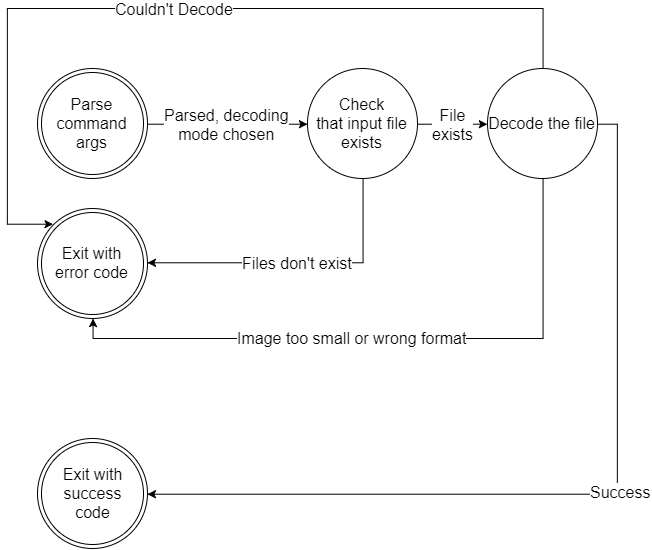 Couldn't Decode
Parse
command
args
Parsed, decoding
mode chosen
Check
that input file
exists
File
exists
Decode the file
Exit with
error code
Files don't exist
Image too small or wrong format
Exit with
success
code
Success